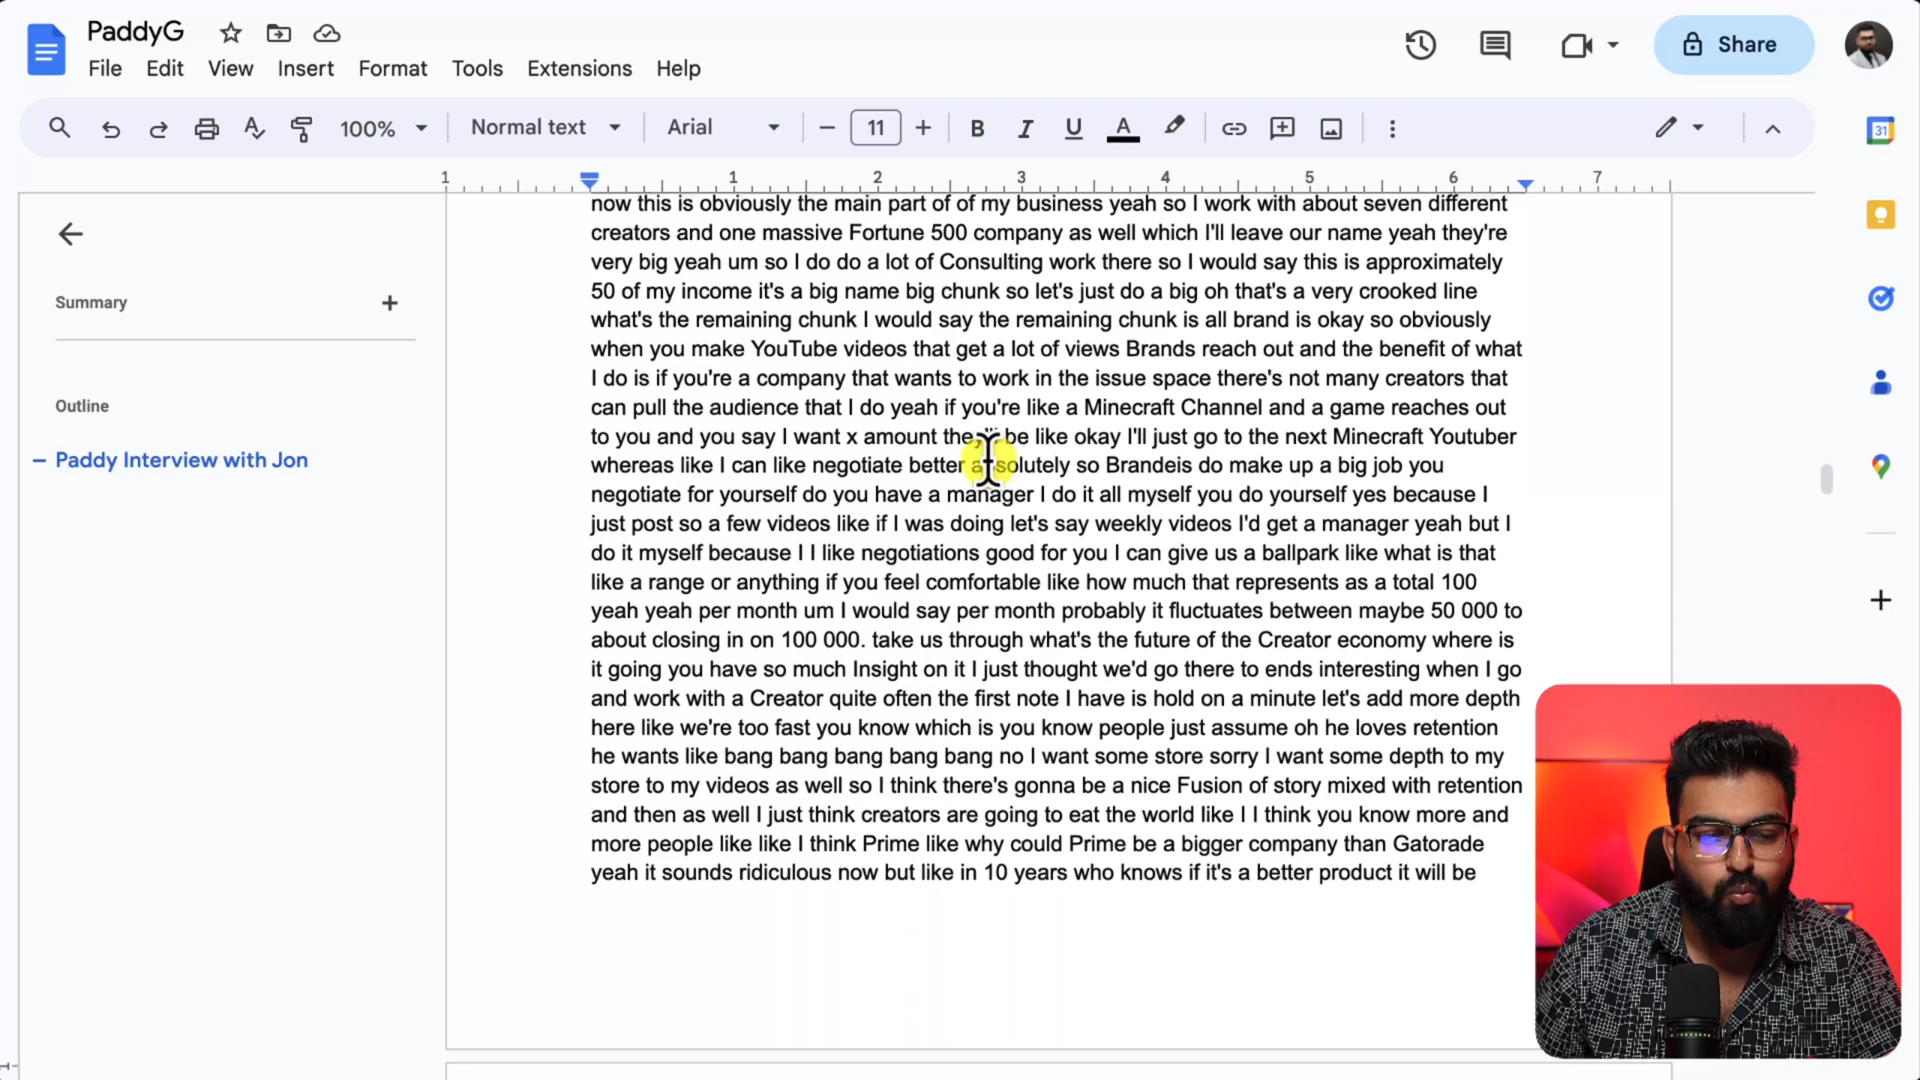 PaddyG
File Edit View Insert Format Tools Extensions Help
Share
100% Normal text Arial 11
31
1 1 2 3 4 5 6 7
Summary
Outline
Paddy Interview with Jon
now this is obviously the main part of of my business yeah so I work with about seven different
creators and one massive Fortune 500 company as well which I'll leave our name yeah they're
very big yeah um so I do do a lot of Consulting work there so I would say this is approximately
50 of my income it's a big name big chunk so let's just do a big oh that's a very crooked line
what's the remaining chunk I would say the remaining chunk is all brand is okay so obviously
when you make YouTube videos that get a lot of views Brands reach out and the benefit of what
I do is if you're a company that wants to work in the issue space there's not many creators that
can pull the audience that I do yeah if you're like a Minecraft Channel and a game reaches out
to you and you say I want x amount they'll be like okay I'll just go to the next Minecraft Youtuber
whereas like I can like negotiate better absolutely so Brandeis do make up a big job you
negotiate for yourself do you have a manager I do it all myself you do yourself yes because I
just post so a few videos like if I was doing let's say weekly videos I'd get a manager yeah but I
do it myself because I I like negotiations good for you I can give us a ballpark like what is that
like a range or anything if you feel comfortable like how much that represents as a total 100
yeah yeah per month um I would say per month probably it fluctuates between maybe 50 000 to
about closing in on 100 000. take us through what's the future of the Creator economy where is
it going you have so much Insight on it I just thought we'd go there to ends interesting when I go
and work with a Creator quite often the first note I have is hold on a minute let's add more depth
here like we're too fast you know which is you know people just assume oh he loves retention
he wants like bang bang bang bang bang no I want some store sorry I want some depth to my
store to my videos as well so I think there's gonna be a nice Fusion of story mixed with retention
and then as well I just think creators are going to eat the world like I I think you know more and
more people like like I think Prime like why could Prime be a bigger company than Gatorade
yeah it sounds ridiculous now but like in 10 years who knows if it's a better product it will be